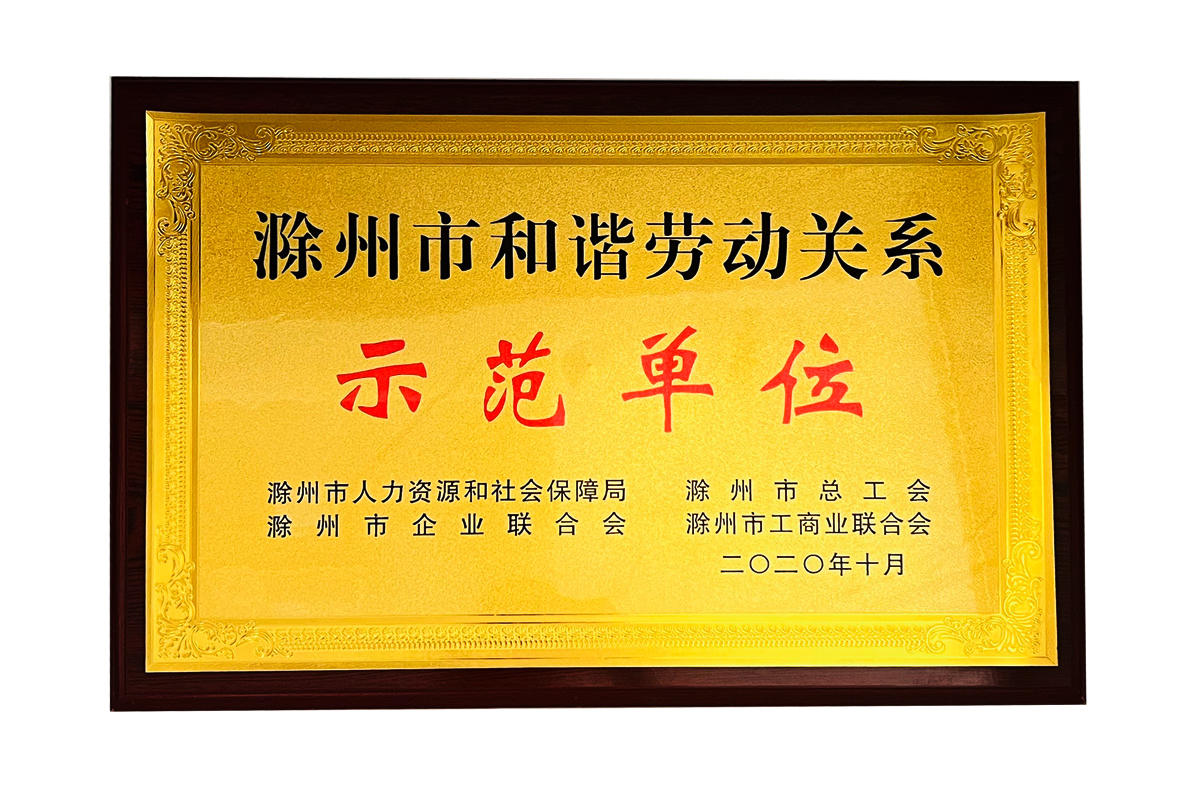 滁州市和谐劳动关系
示范单位
滁州市人力资源和社会保障局 滁州市总工会
滁州市企业联合会 滁州市工商业联合会
二〇二〇年十月